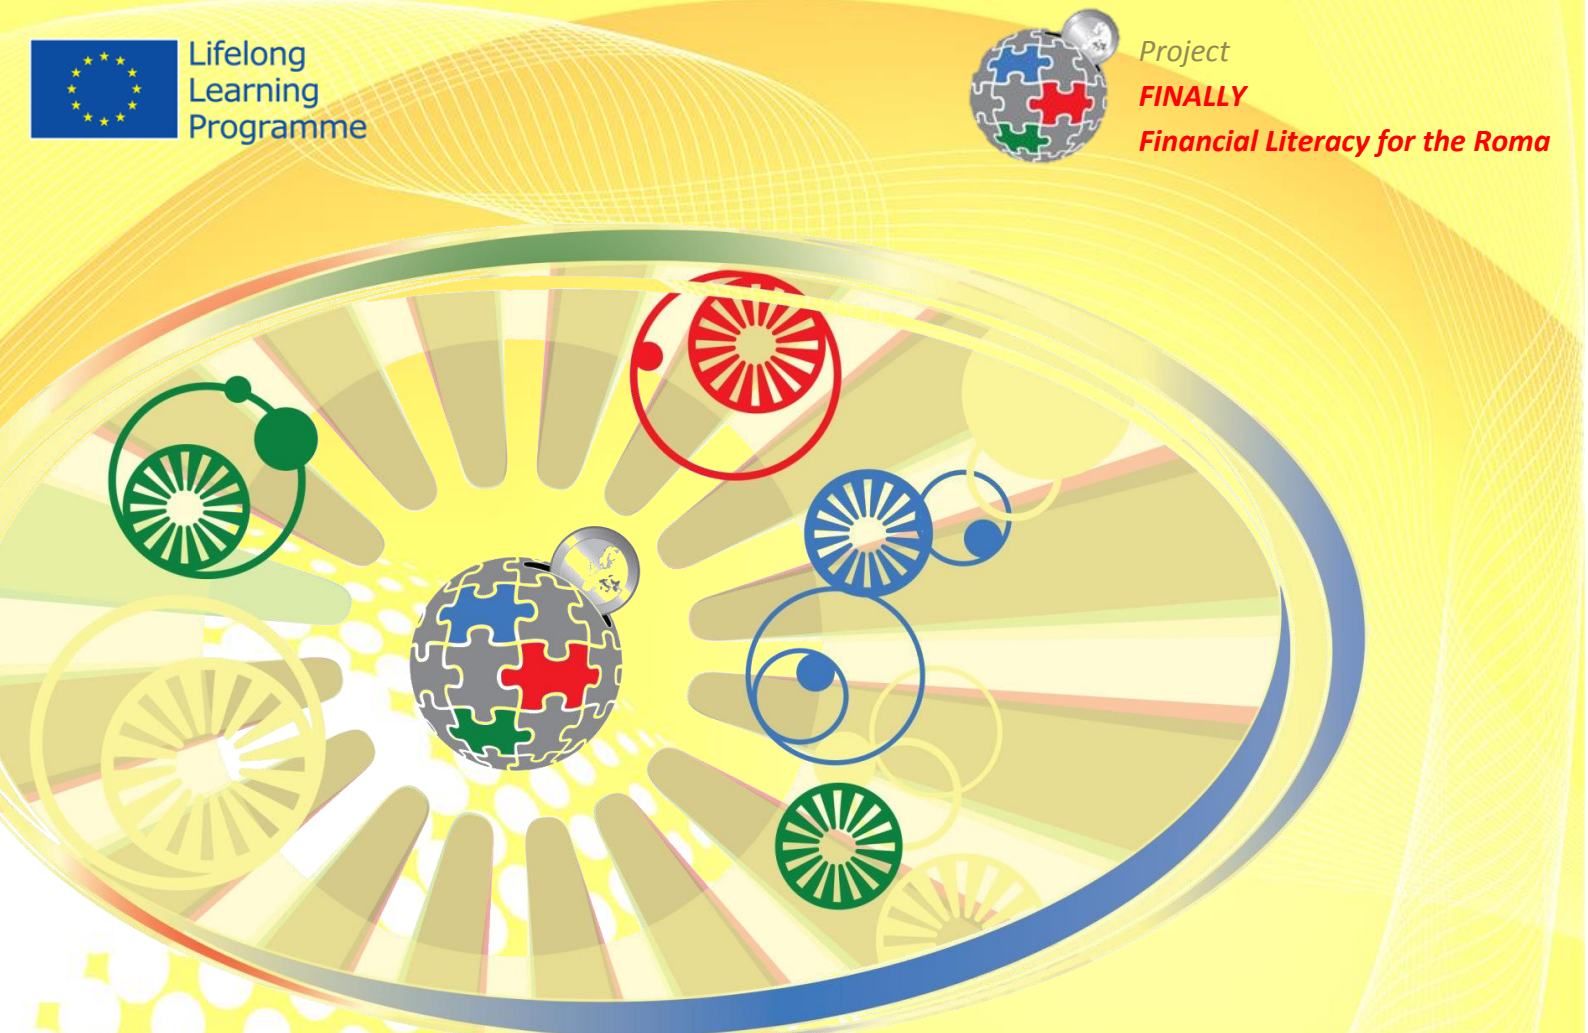 Lifelong
Learning
Programme
Project
FINALLY
Financial Literacy for the Roma